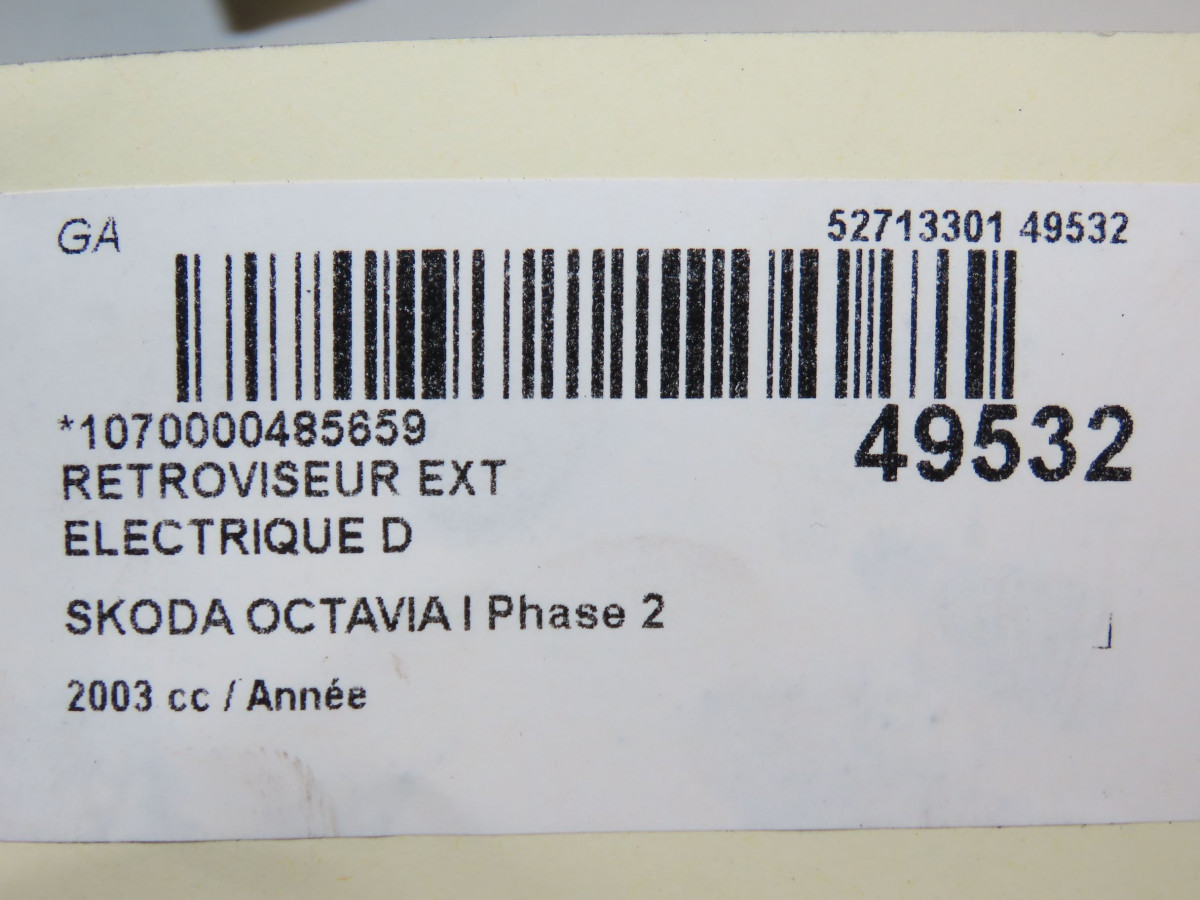 GA
52713301 49532
*1070000485659
49532
RETROVISEUR EXT
ELECTRIQUE D
SKODA OCTAVIA I Phase 2
2003 cc / Année